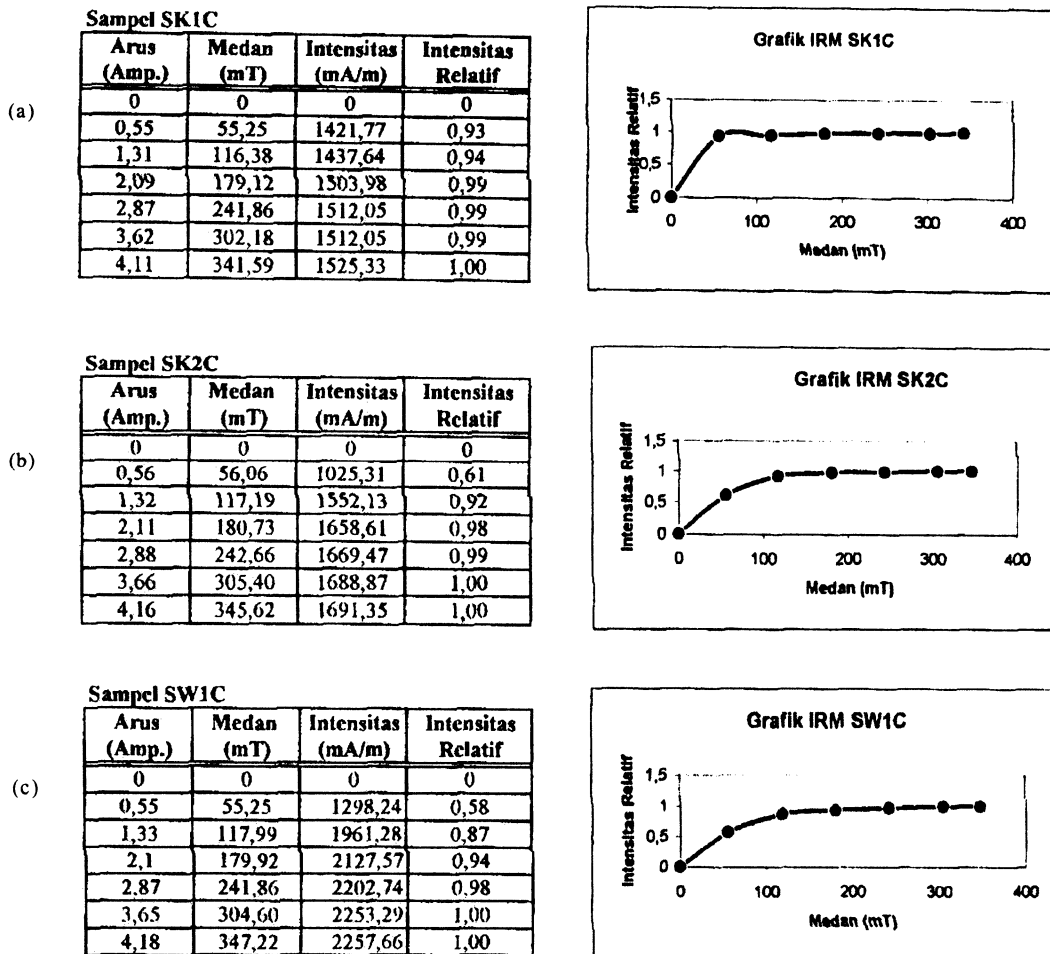 (a)
Sampel SK1C
Arus (Amp.) Medan (mT) Intensitas (mA/m) Intensitas Relatif
0 0 0 0
0,55 55,25 1421,77 0,93
1,31 116,38 1437,64 0,94
2,09 179,12 1503,98 0,99
2,87 241,86 1512,05 0,99
3,62 302,18 1512,05 0,99
4,11 341,59 1525,33 1,00
Grafik IRM SK1C
Intensitas Relatif
1,5
1
0,5
0
0 100 200 300 400
Medan (mT)
(b)
Sampel SK2C
Arus (Amp.) Medan (mT) Intensitas (mA/m) Intensitas Relatif
0 0 0 0
0,56 56,06 1025,31 0,61
1,32 117,19 1552,13 0,92
2,11 180,73 1658,61 0,98
2,88 242,66 1669,47 0,99
3,66 305,40 1688,87 1,00
4,16 345,62 1691,35 1,00
Grafik IRM SK2C
Intensitas Relatif
1,5
1
0,5
0
0 100 200 300 400
Medan (mT)
(c)
Sampel SW1C
Arus (Amp.) Medan (mT) Intensitas (mA/m) Intensitas Relatif
0 0 0 0
0,55 55,25 1298,24 0,58
1,33 117,99 1961,28 0,87
2,1 179,92 2127,57 0,94
2,87 241,86 2202,74 0,98
3,65 304,60 2253,29 1,00
4,18 347,22 2257,66 1,00
Grafik IRM SW1C
Intensitas Relatif
1,5
1
0,5
0
0 100 200 300 400
Medan (mT)